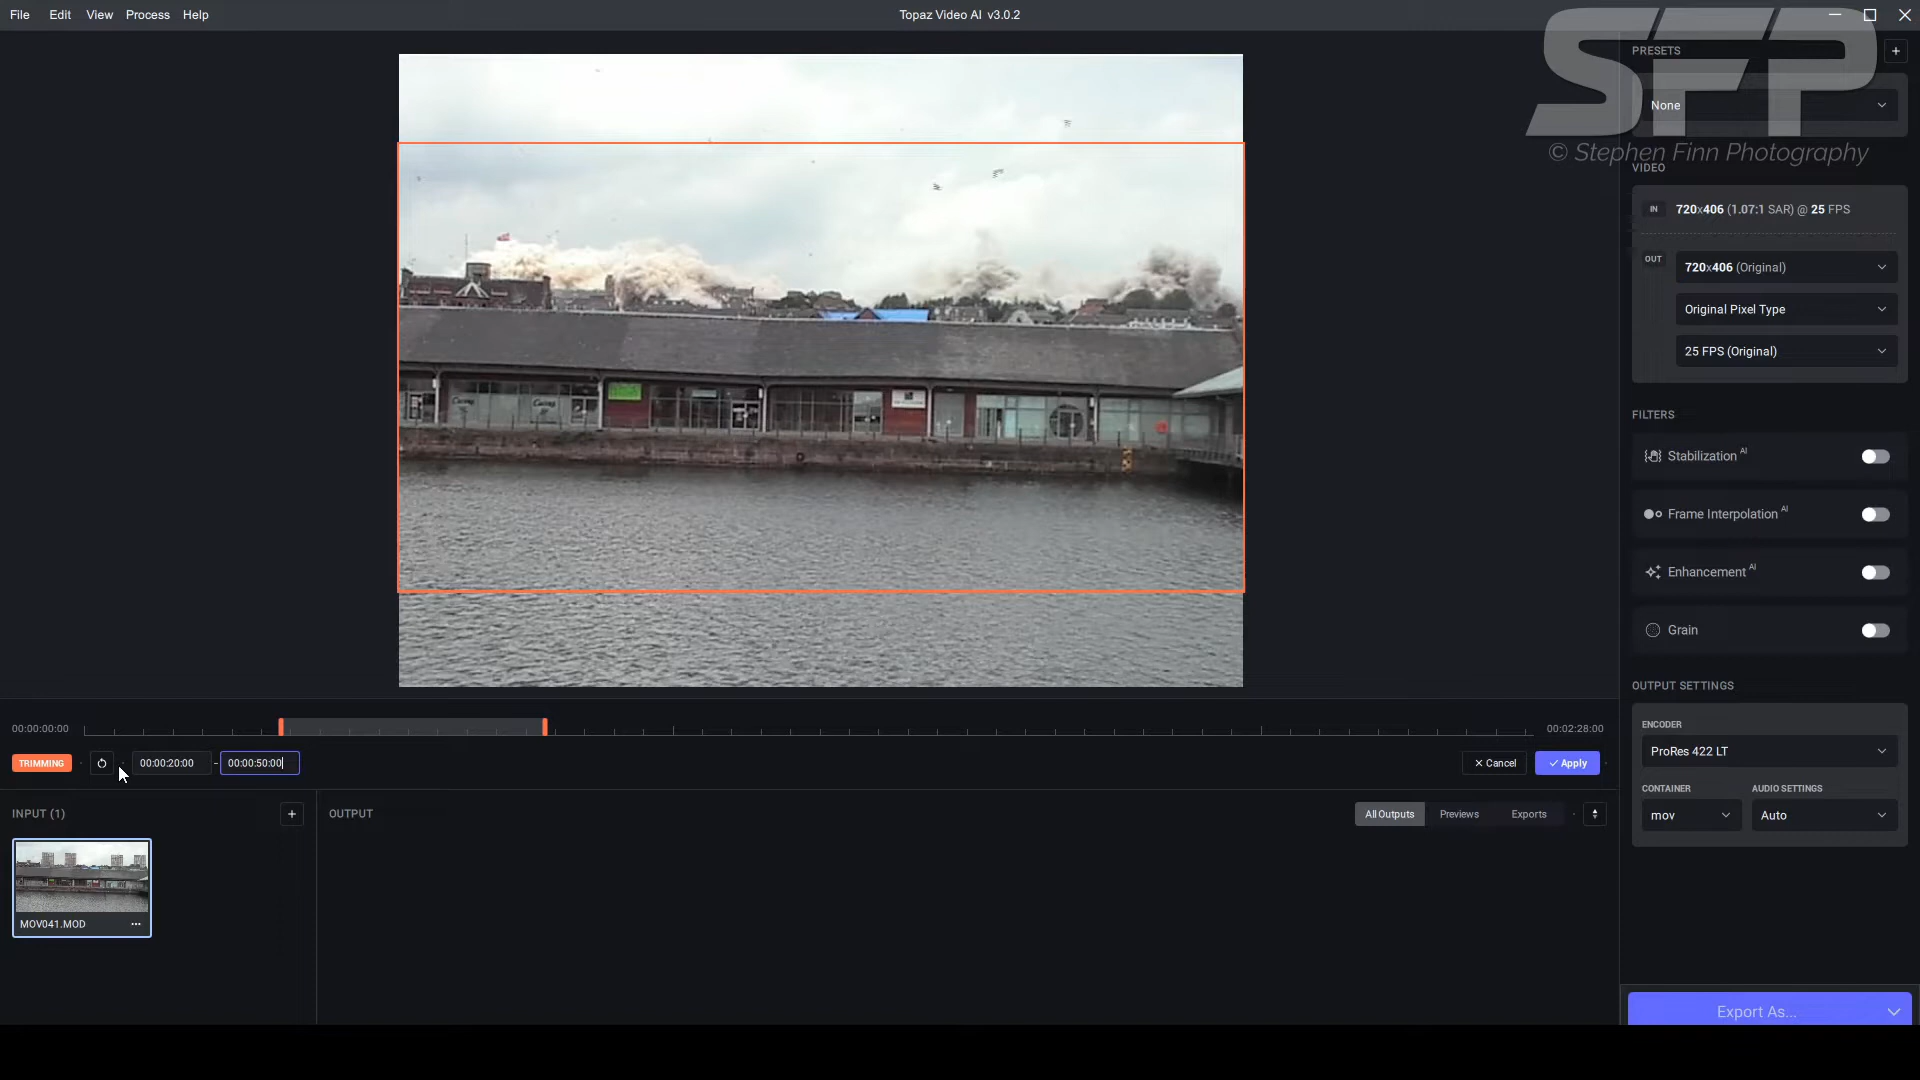 File Edit View Process Help
Topaz Video AI v3.0.2
SFP
© Stephen Finn Photography
PRESETS
None
VIDEO
IN 720x406 (1.07:1 SAR) @ 25 FPS
OUT 720x406 (Original)
Original Pixel Type
25 FPS (Original)
FILTERS
Stabilization AI
Frame Interpolation AI
Enhancement AI
Grain
OUTPUT SETTINGS
ENCODER
ProRes 422 LT
CONTAINER AUDIO SETTINGS
mov Auto
Export As...
00:00:00:00 00:02:28:00
TRIMMING 00:00:20:00 - 00:00:50:00 Cancel Apply
INPUT (1) OUTPUT All Outputs Previews Exports
MOV041.MOD